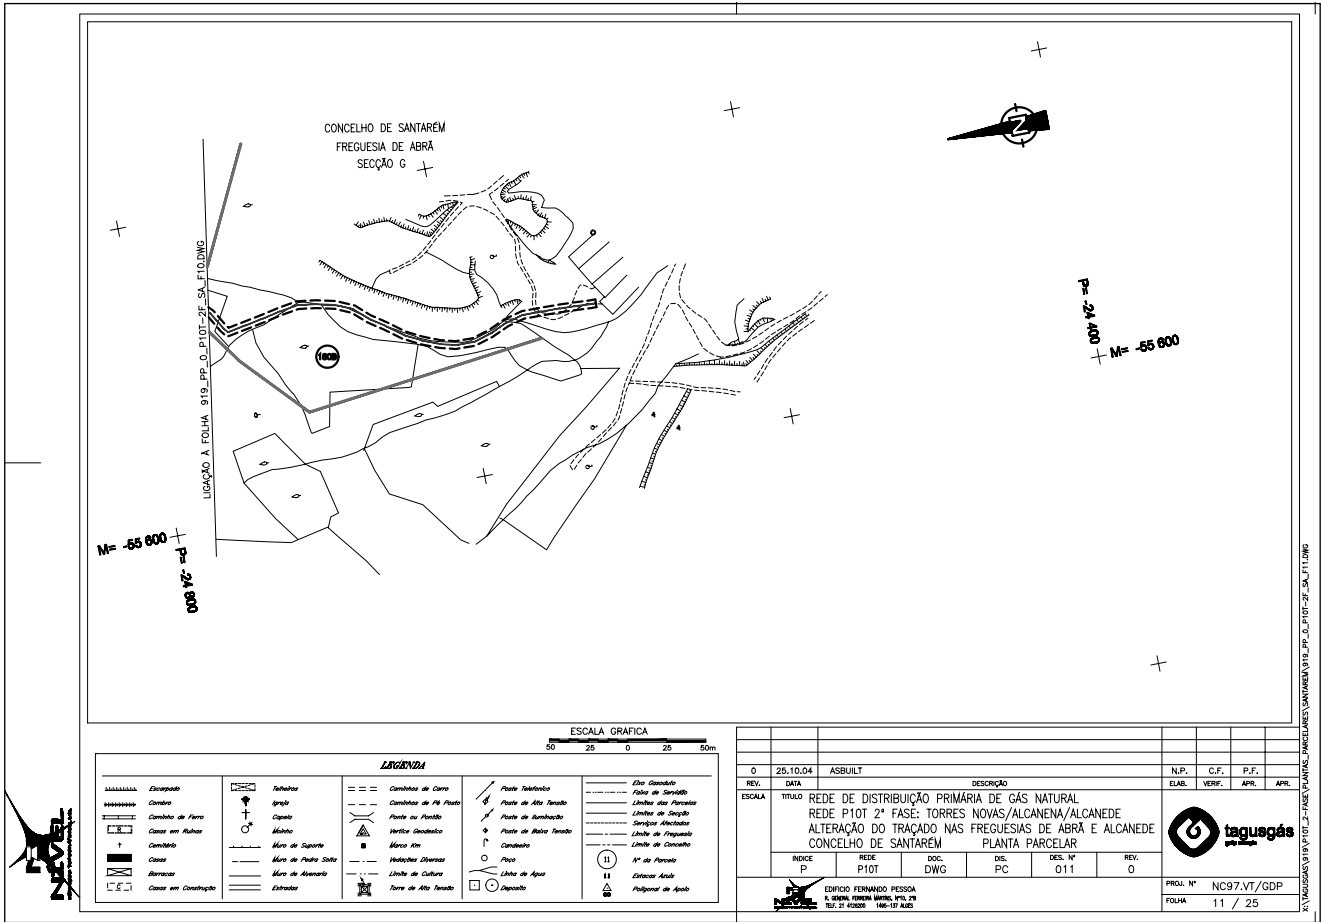 CONCELHO DE SANTARÉM
FREGUESIA DE ABRÃ
SECÇÃO G
N
LIGAÇÃO À FOLHA 919_PP_0_P10T-2F_SA_F10.DWG
P= -24 400
M= -55 600
M= -55 600
P= -24 800
ESCALA GRÁFICA
50 25 0 25 50m
LEGENDA
Escarpado
Combro
Caminho de Ferro
Casas em Ruínas
Cemitério
Casas
Barracas
Casas em Construção
Telheiros
Igreja
Capela
Moinho
Muro de Suporte
Muro de Pedra Solta
Muro de Alvenaria
Estradas
Caminhos de Carro
Caminhos de Pé Posto
Ponte ou Pontão
Vertice Geodesico
Marco Km
Vedações Diversas
Limite de Cultura
Torre de Alta Tensão
Poste Telefonico
Poste de Alta Tensão
Poste de Iluminação
Poste de Baixa Tensão
Candeeiro
Poço
Linha de Agua
Deposito
Eixo Gasoduto
Faixa de Servidão
Limites das Parcelas
Limites de Secção
Serviços Afectados
Limite de Freguesia
Limite de Concelho
11 Nº da Parcela
Estacas Azuis
Poligonal de Apoio
0 25.10.04 ASBUILT N.P. C.F. P.F.
REV. DATA DESCRIÇÃO ELAB. VERIF. APR. APR.
ESCALA
TITULO REDE DE DISTRIBUIÇÃO PRIMÁRIA DE GÁS NATURAL
REDE P10T 2ª FASE: TORRES NOVAS/ALCANENA/ALCANEDE
ALTERAÇÃO DO TRAÇADO NAS FREGUESIAS DE ABRÃ E ALCANEDE
CONCELHO DE SANTARÉM PLANTA PARCELAR
INDICE REDE DOC. DIS. DES. Nº REV.
P P10T DWG PC 011 0
EDIFICIO FERNANDO PESSOA
tagusgás
PROJ. Nº NC97.VT/GDP
FOLHA 11 / 25
NÍVEL
NÍVEL
X:\TAGUSGAS\919\P10T_2-FASE\PLANTAS_PARCELARES\SANTAREM\919_PP_0_P10T-2F_SA_F11.DWG